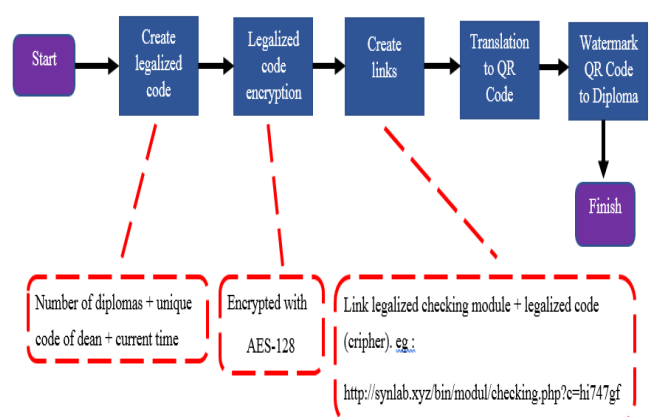 Start
Create
legalized
code
Legalized
code
encryption
Create
links
Translation
to QR
Code
Watermark
QR Code
to Diploma
Finish
Number of diplomas + unique
code of dean + current time
Encrypted with
AES-128
Link legalized checking module + legalized code
(cripher). eg :
http://synlab.xyz/bin/modul/checking.php?c=hi747gf